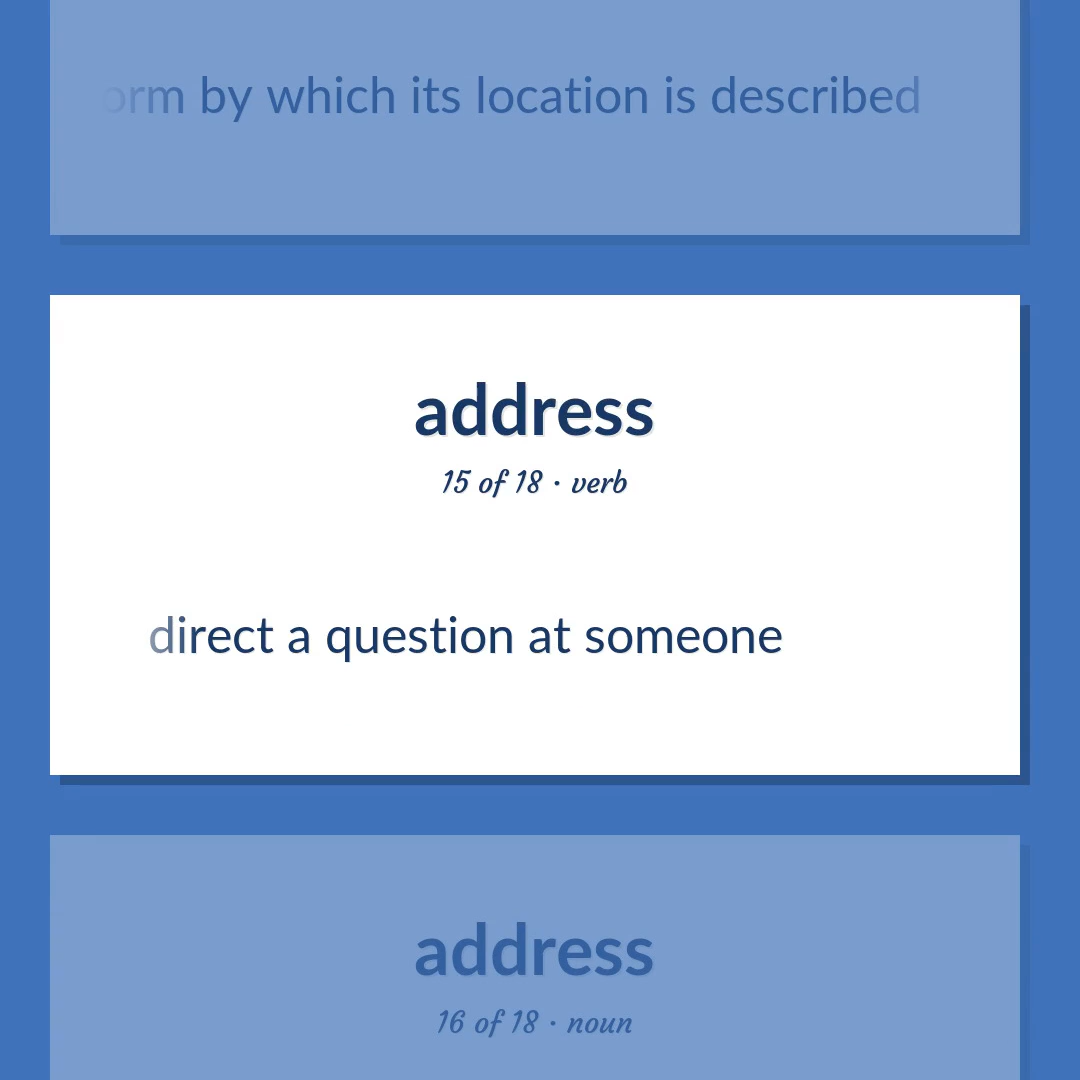 orm by which its location is described
address
15 of 18 · verb
direct a question at someone
address
16 of 18 · noun